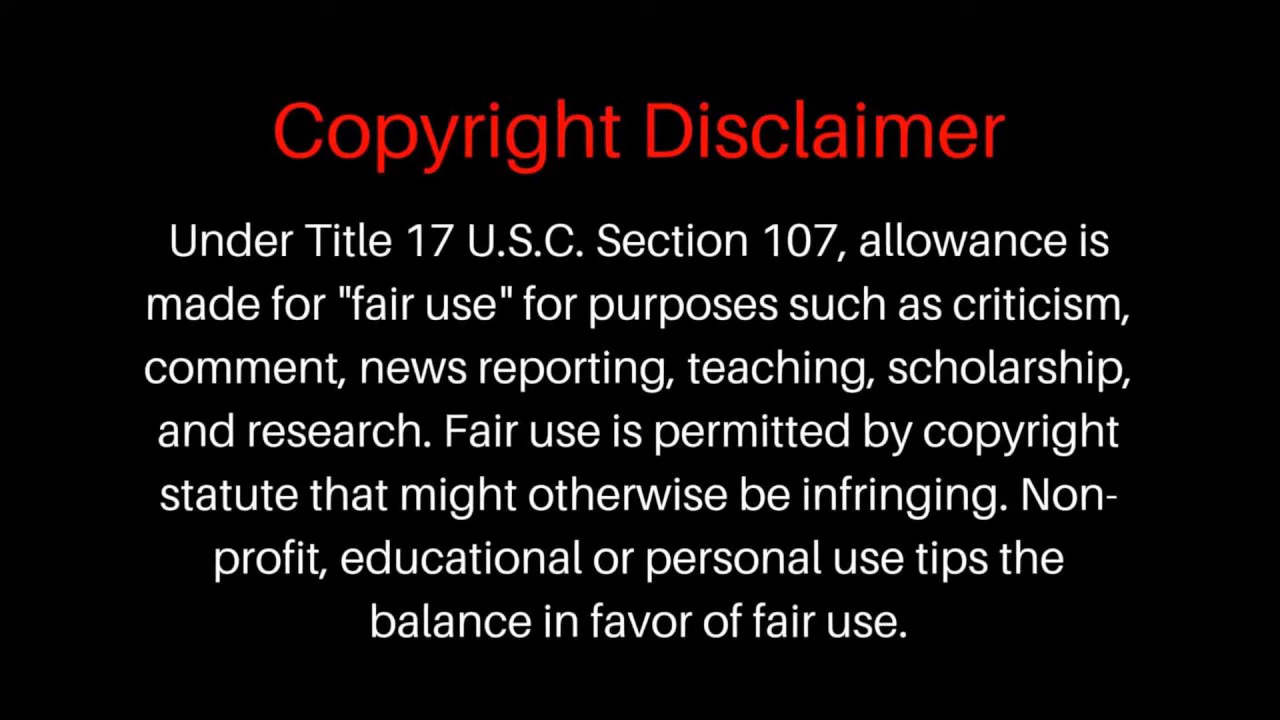 Copyright Disclaimer
Under Title 17 U.S.C. Section 107, allowance is
made for "fair use" for purposes such as criticism,
comment, news reporting, teaching, scholarship,
and research. Fair use is permitted by copyright
statute that might otherwise be infringing. Non-
profit, educational or personal use tips the
balance in favor of fair use.